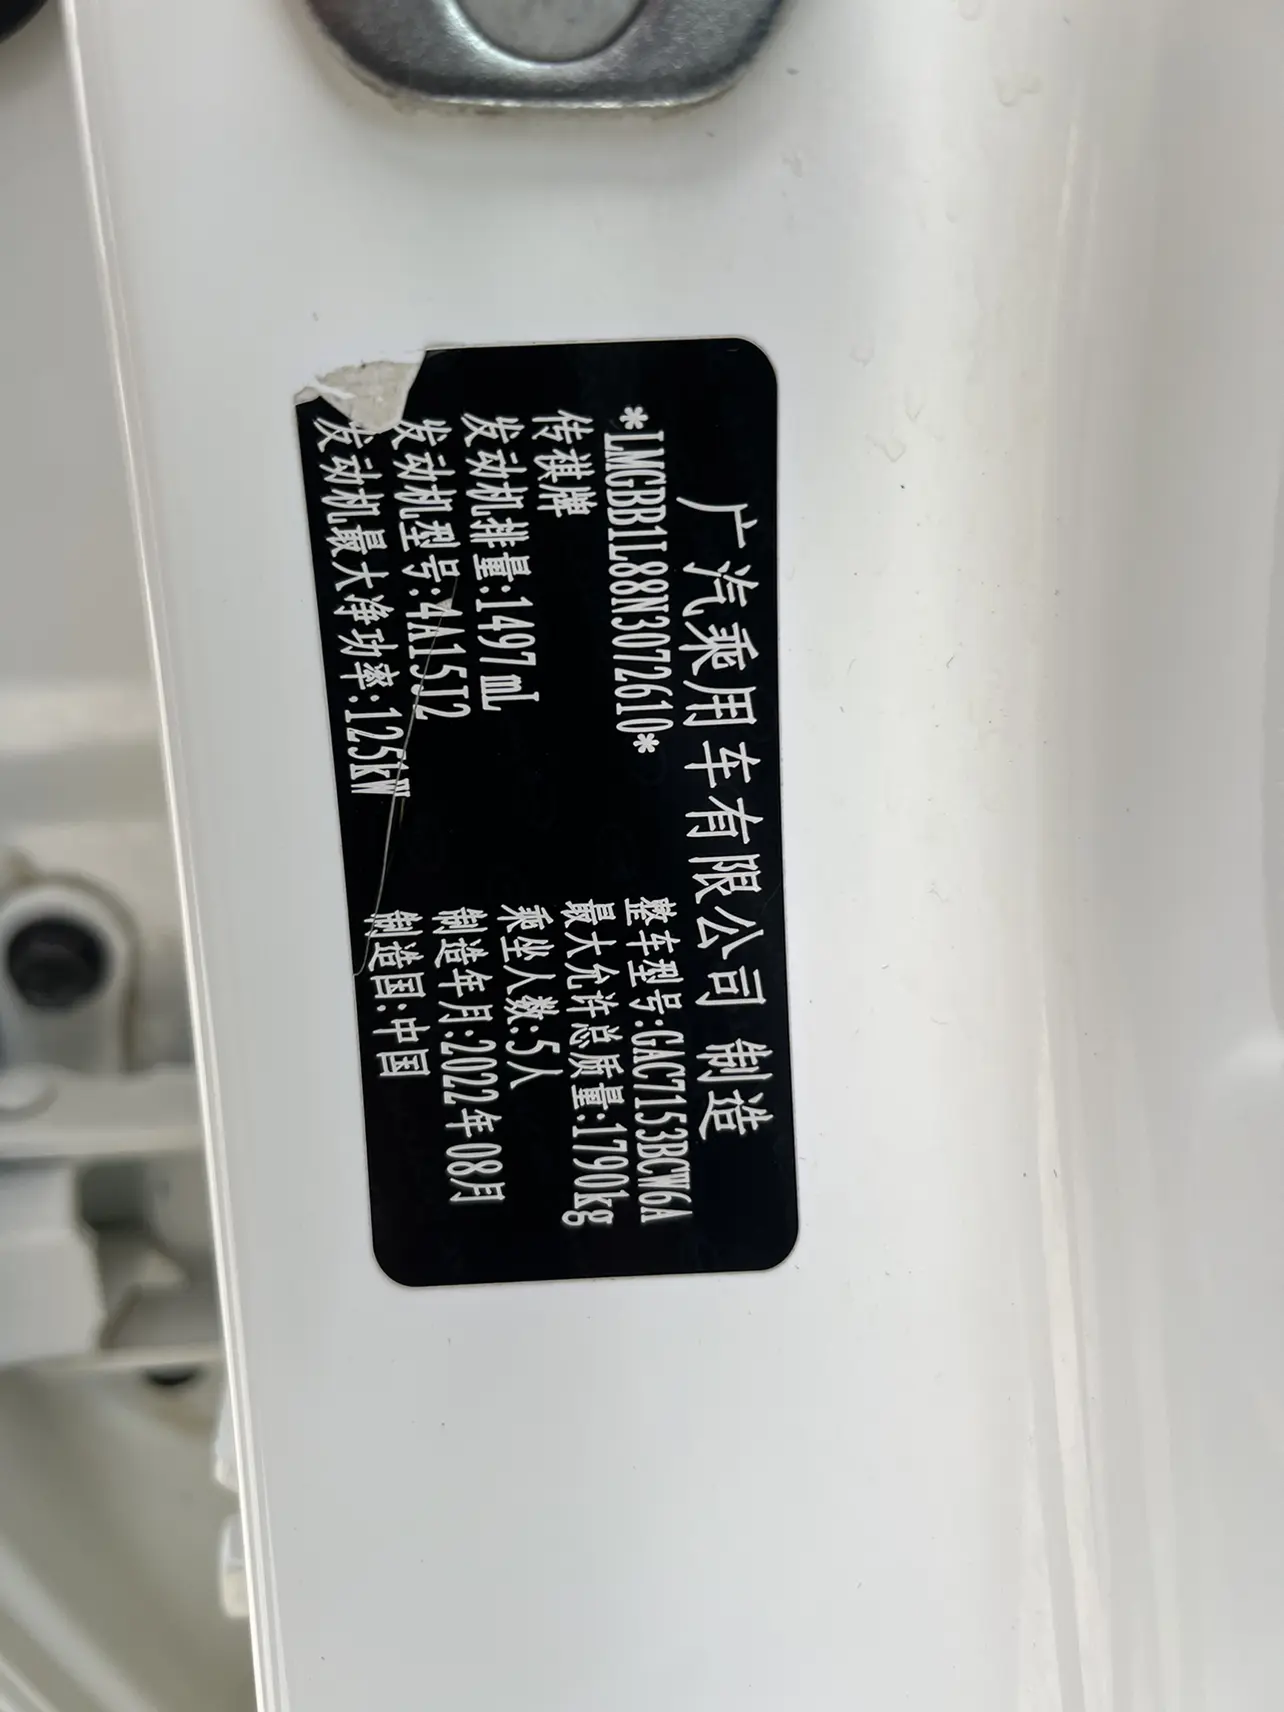 广汽乘用车有限公司 制造
*LMGBB1L88N3072610*
整车型号:GAC7153BCW6A
传祺牌
最大允许总质量:1790kg
发动机排量:1497mL
乘坐人数:5人
发动机型号:4A15J2
制造年月:2022年08月
发动机最大净功率:125kW
制造国:中国